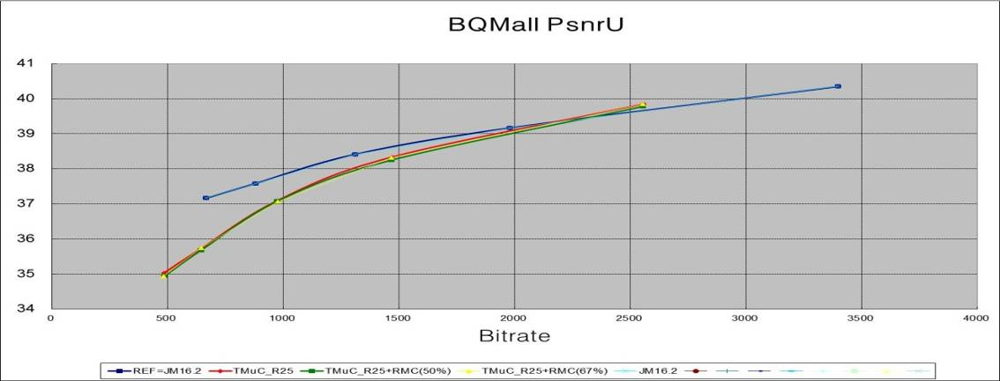 BQMall PsnrU
41
40
39
38
37
36
35
34
0 500 1000 1500 2000 2500 3000 3500 4000
Bitrate
REF=JM16.2 TMuC_R25 TMuC_R25+RMC(50%) TMuC_R25+RMC(67%) JM16.2